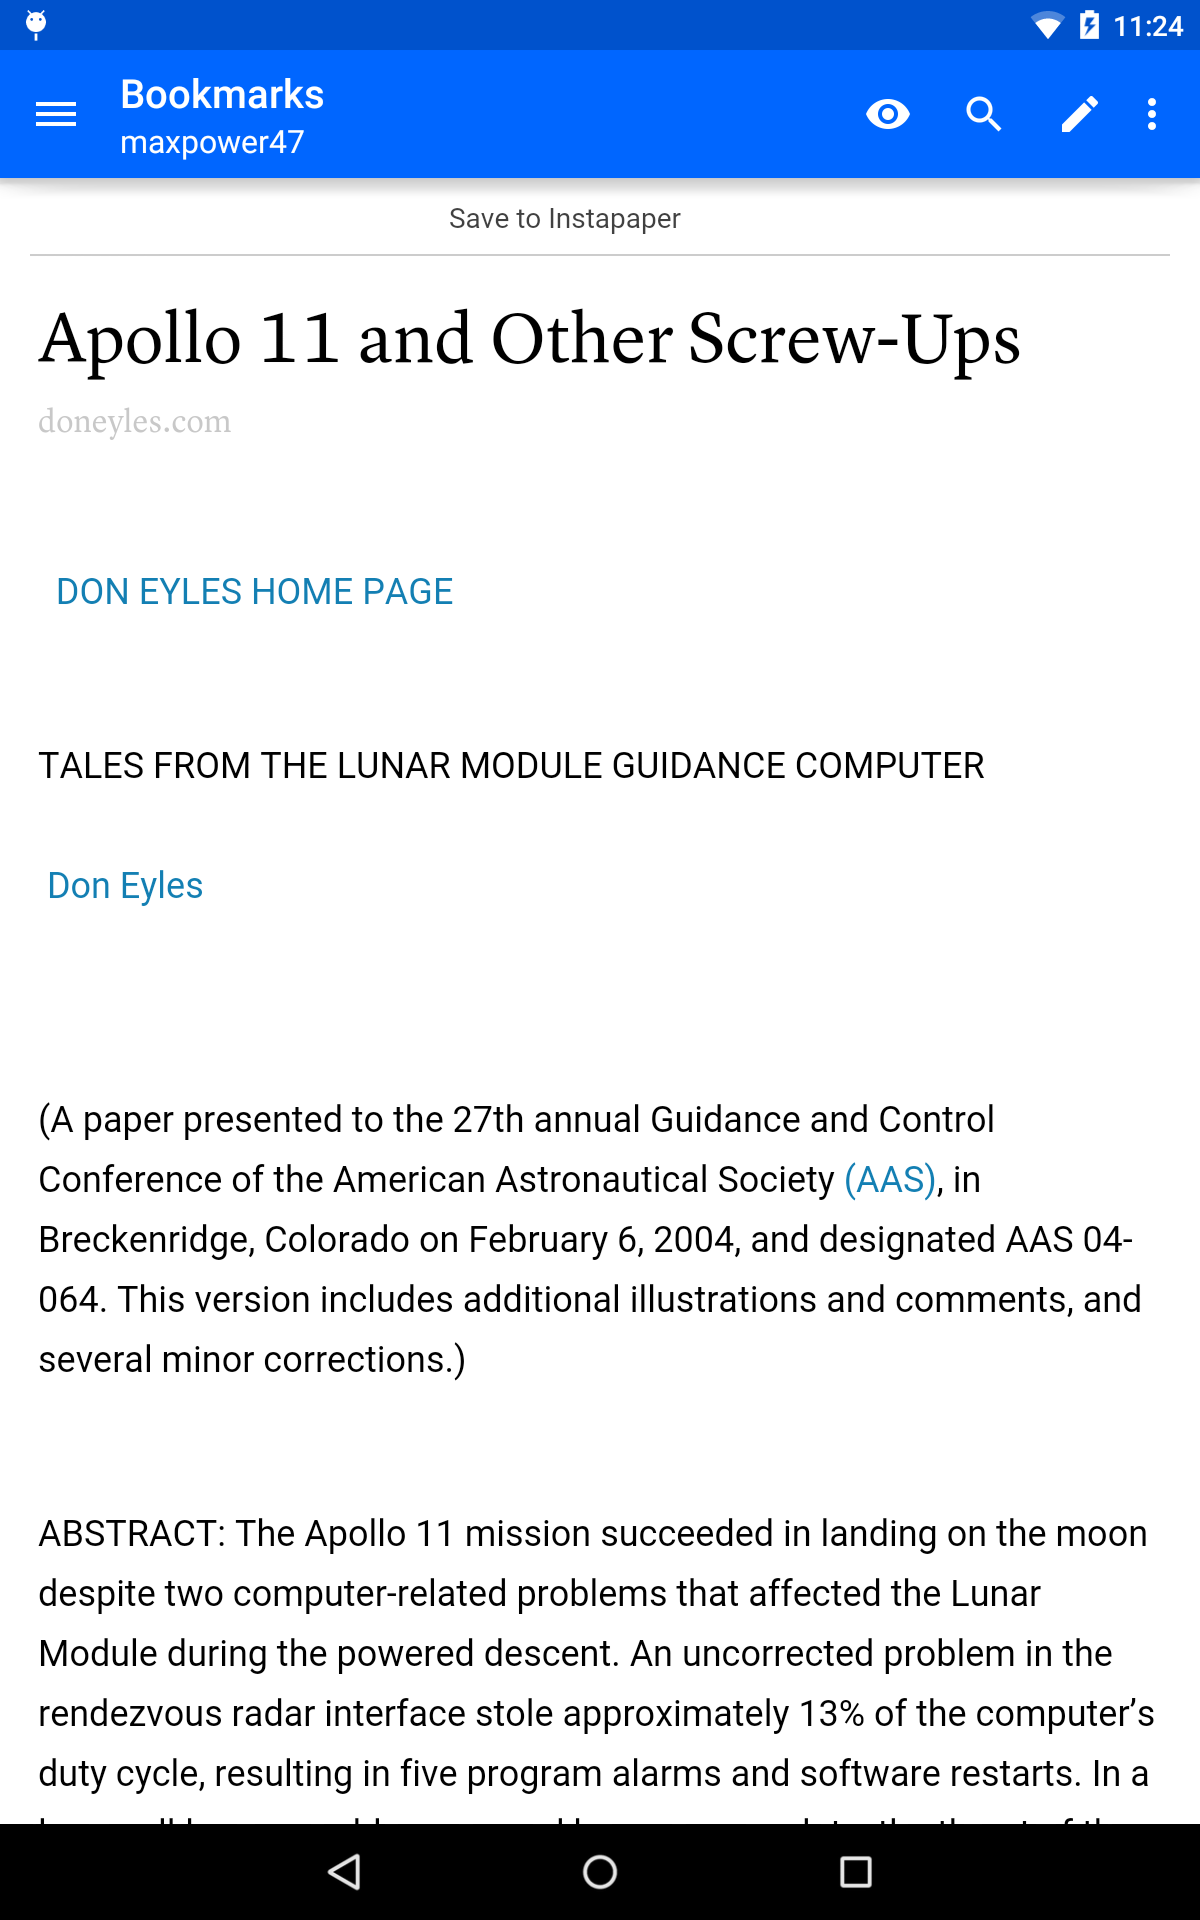 11:24
Bookmarks
maxpower47
Save to Instapaper
Apollo 11 and Other Screw-Ups
doneyles.com
DON EYLES HOME PAGE
TALES FROM THE LUNAR MODULE GUIDANCE COMPUTER
Don Eyles
(A paper presented to the 27th annual Guidance and Control
Conference of the American Astronautical Society (AAS), in
Breckenridge, Colorado on February 6, 2004, and designated AAS 04-
064. This version includes additional illustrations and comments, and
several minor corrections.)
ABSTRACT: The Apollo 11 mission succeeded in landing on the moon
despite two computer-related problems that affected the Lunar
Module during the powered descent. An uncorrected problem in the
rendezvous radar interface stole approximately 13% of the computer’s
duty cycle, resulting in five program alarms and software restarts. In a